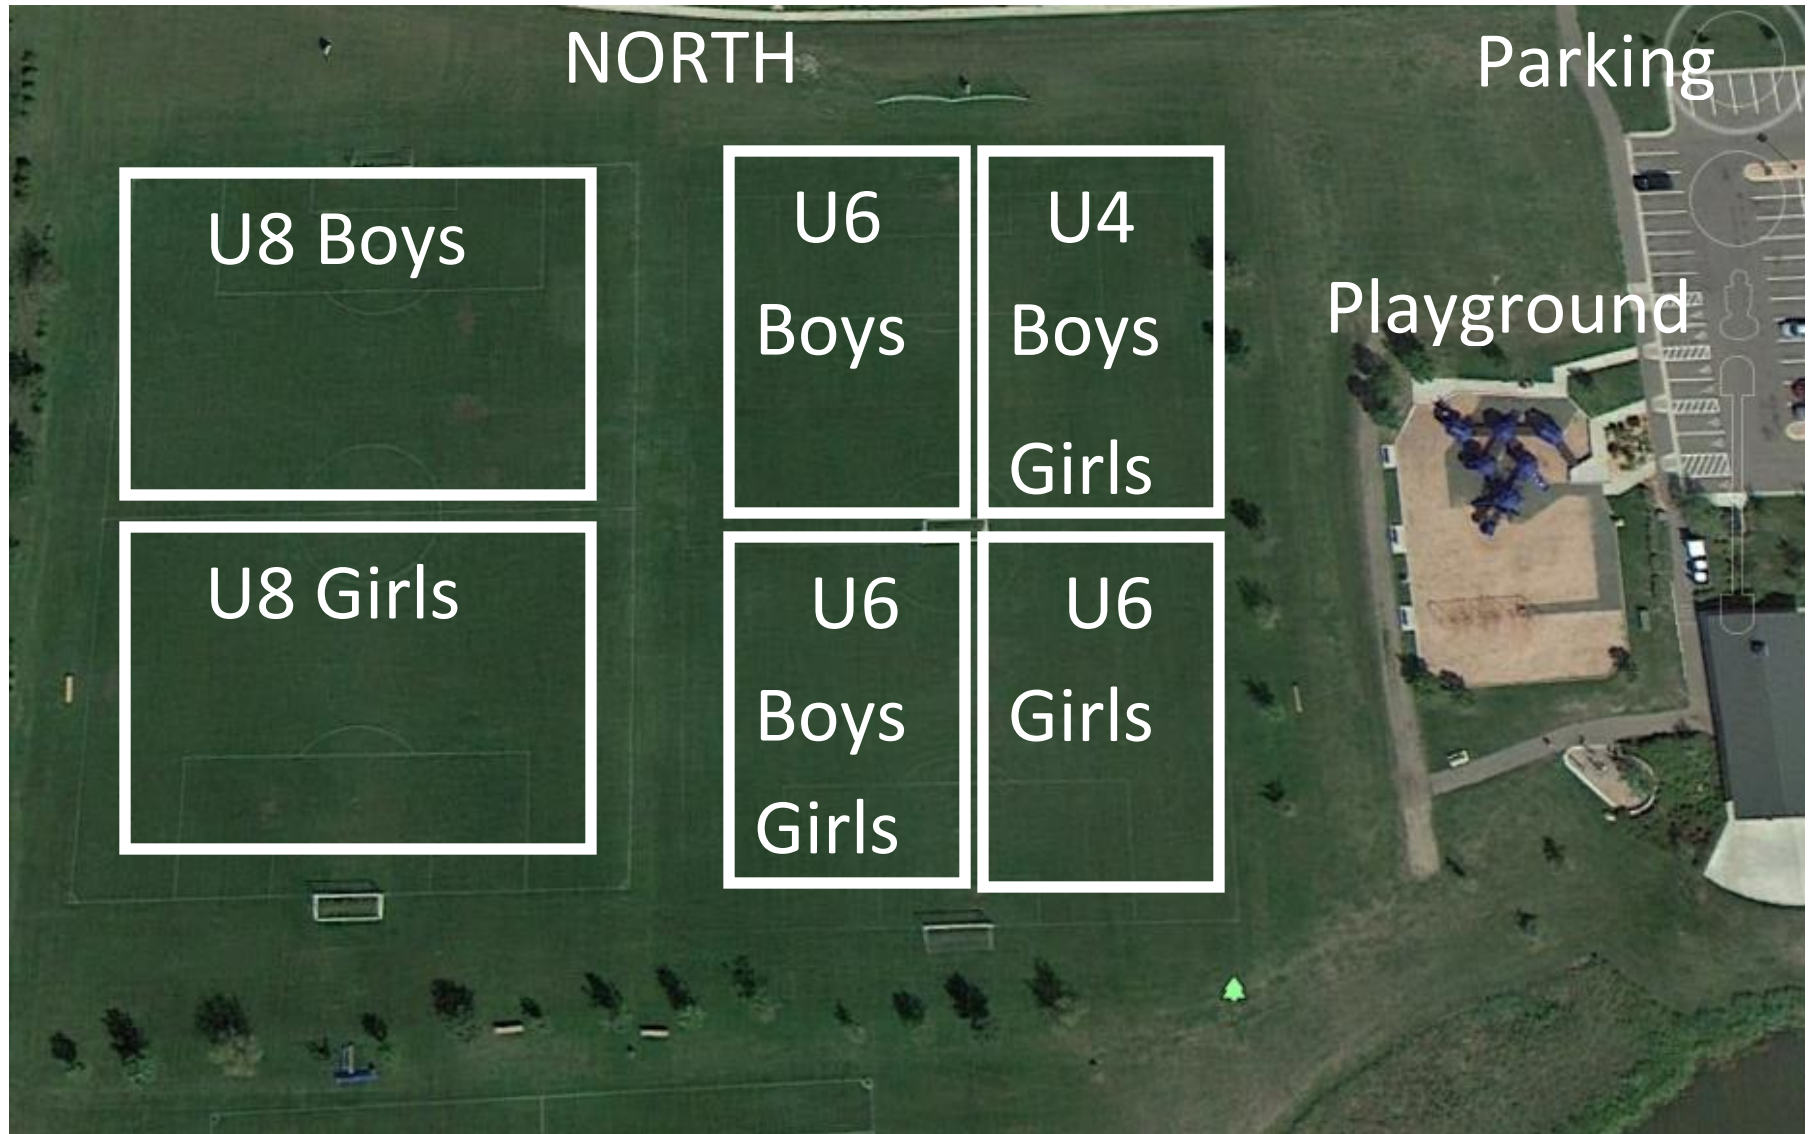 NORTH
Parking
U8 Boys
U6
Boys
U4
Boys
Girls
Playground
U8 Girls
U6
Boys
Girls
U6
Girls